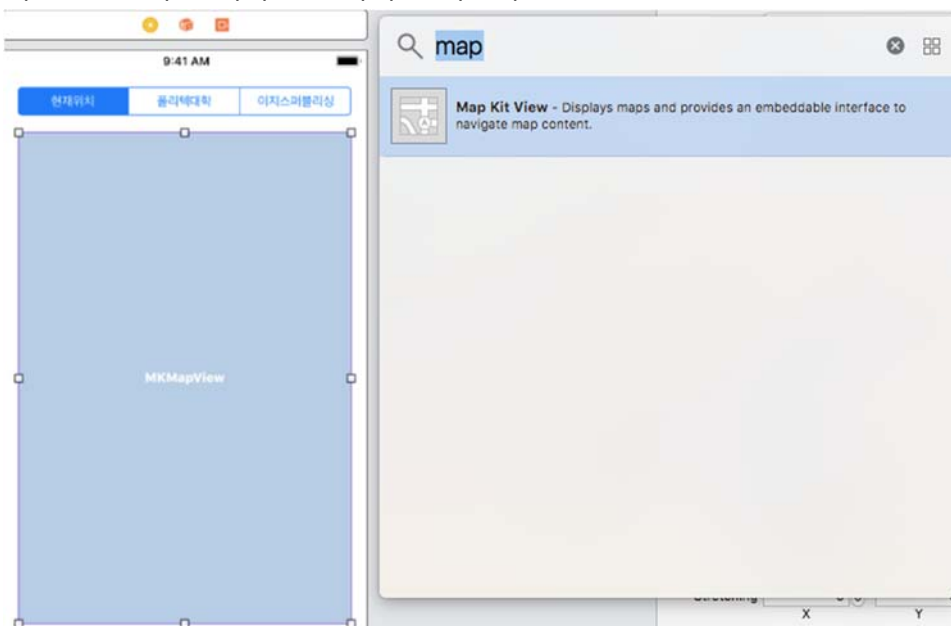 9:41 AM
현재위치 폴리텍대학 이지스퍼블리싱
MKMapView
map
Map Kit View - Displays maps and provides an embeddable interface to
navigate map content.
X Y